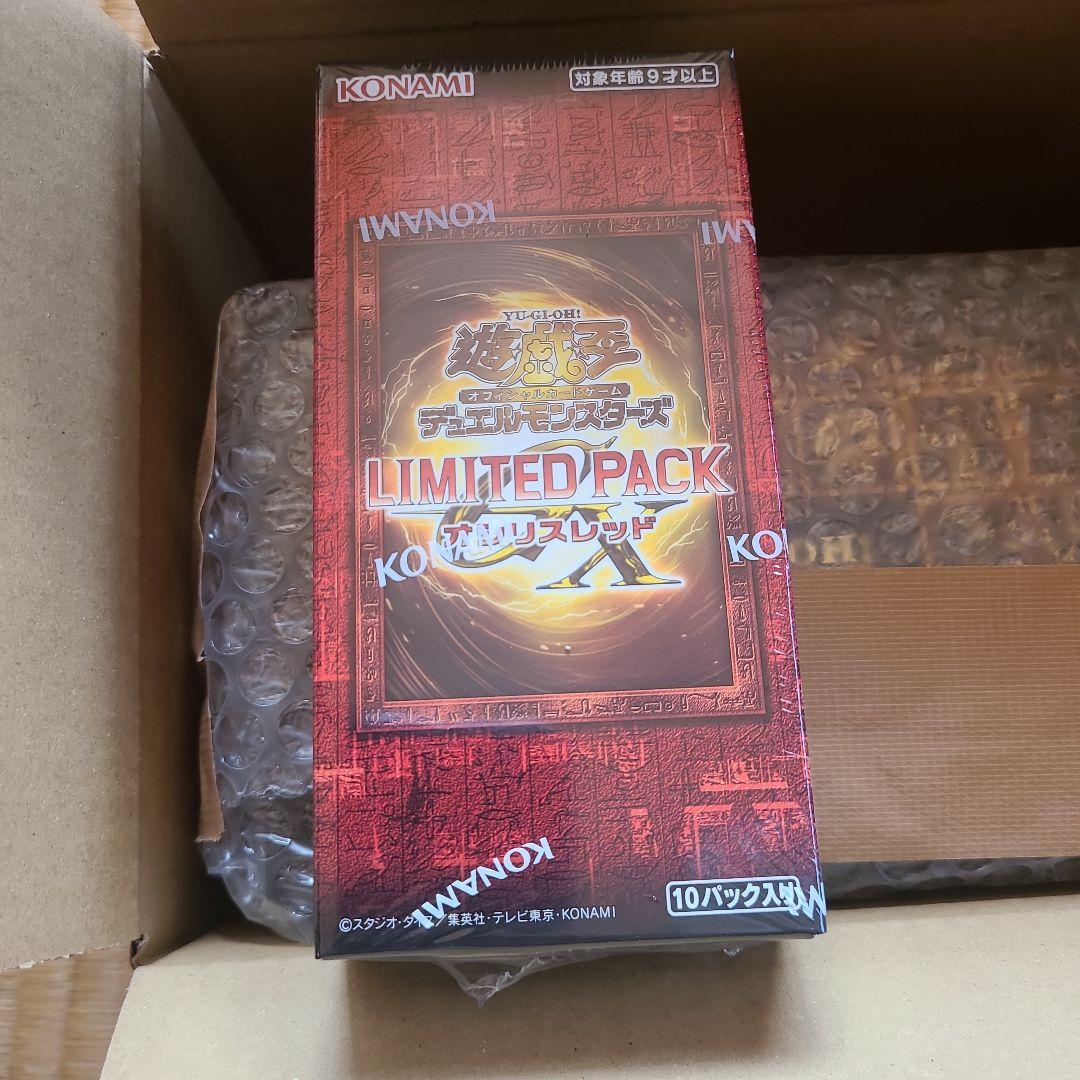 KONAMI
対象年齢9才以上
KONAMI
YU-GI-OH!
遊戯王
オフィシャルカードゲーム
デュエルモンスターズ
LIMITED PACK
GX
オシリスレッド
KONAMI
KONAMI
10パック入り
©スタジオ・ダイス/集英社・テレビ東京・KONAMI